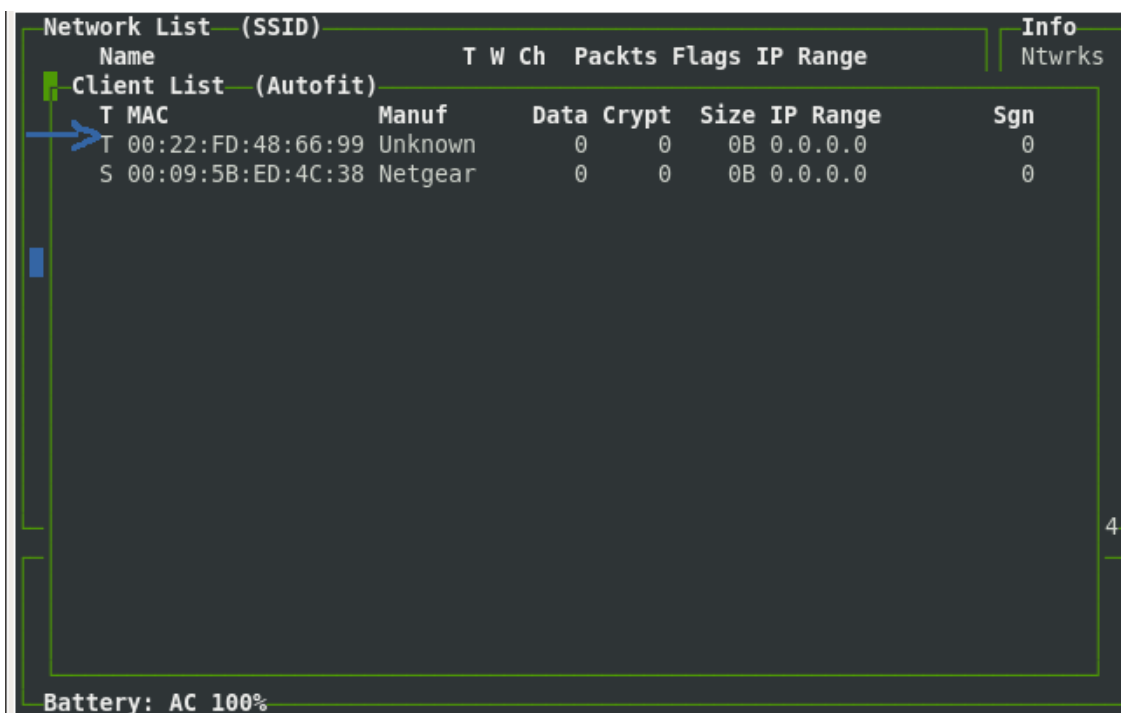 Network List (SSID) Info
Name T W Ch Packts Flags IP Range Ntwrks
Client List (Autofit)
T MAC Manuf Data Crypt Size IP Range Sgn
T 00:22:FD:48:66:99 Unknown 0 0 0B 0.0.0.0 0
S 00:09:5B:ED:4C:38 Netgear 0 0 0B 0.0.0.0 0
4
Battery: AC 100%